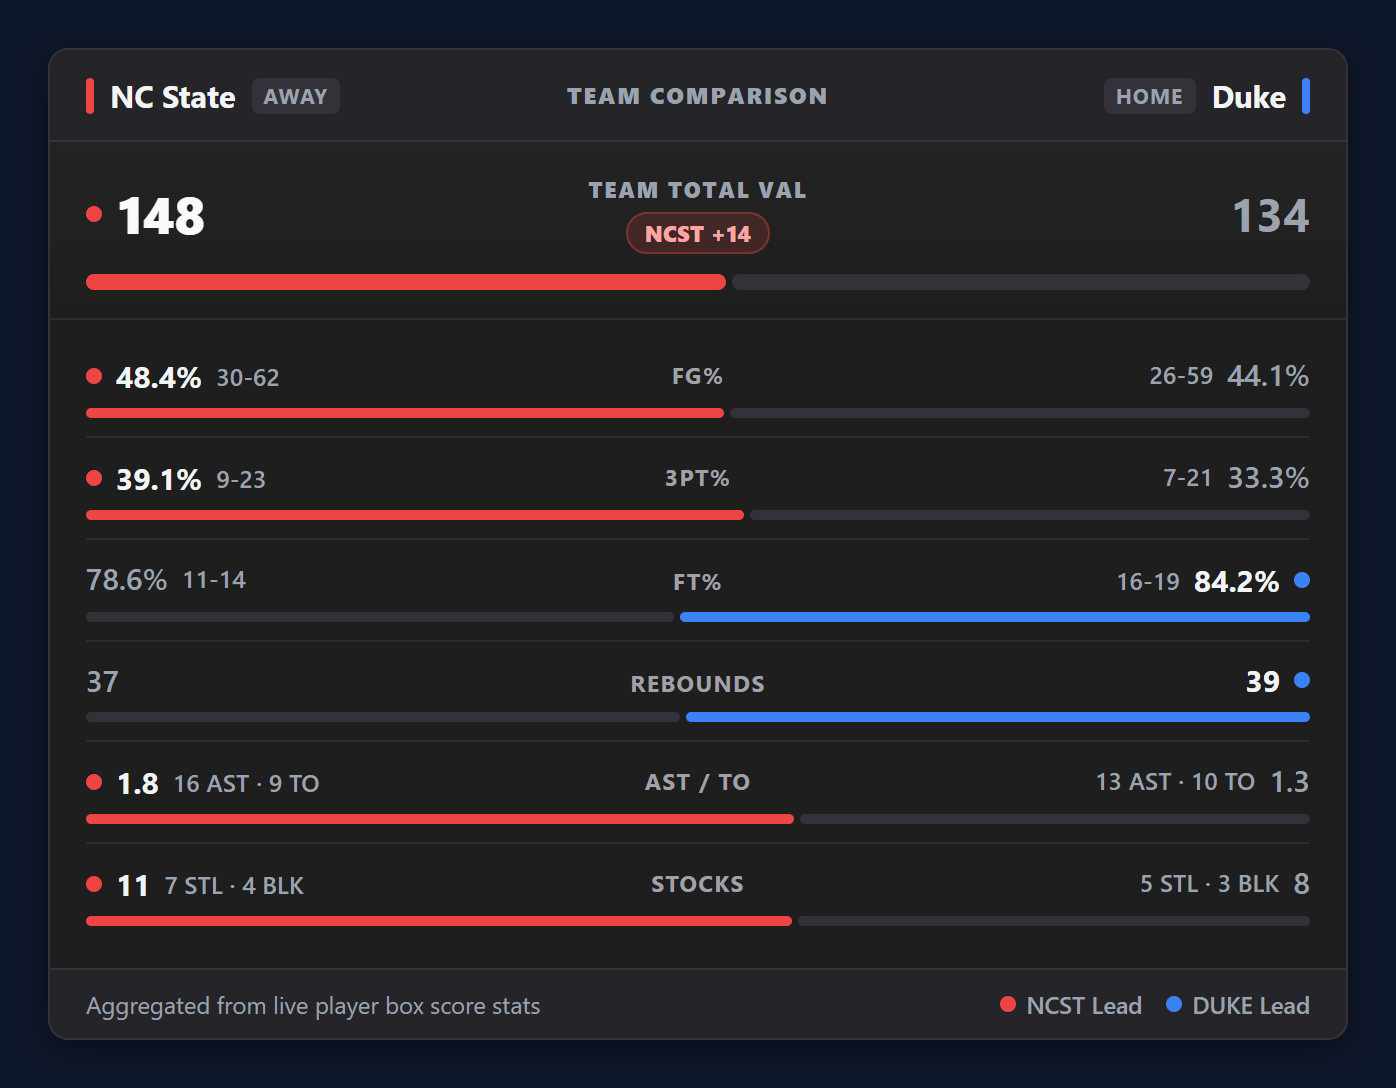 NC State AWAY TEAM COMPARISON HOME Duke
TEAM TOTAL VAL
148 NCST +14 134
48.4% 30-62 FG% 26-59 44.1%
39.1% 9-23 3PT% 7-21 33.3%
78.6% 11-14 FT% 16-19 84.2%
37 REBOUNDS 39
1.8 16 AST · 9 TO AST / TO 13 AST · 10 TO 1.3
11 7 STL · 4 BLK STOCKS 5 STL · 3 BLK 8
Aggregated from live player box score stats NCST Lead DUKE Lead